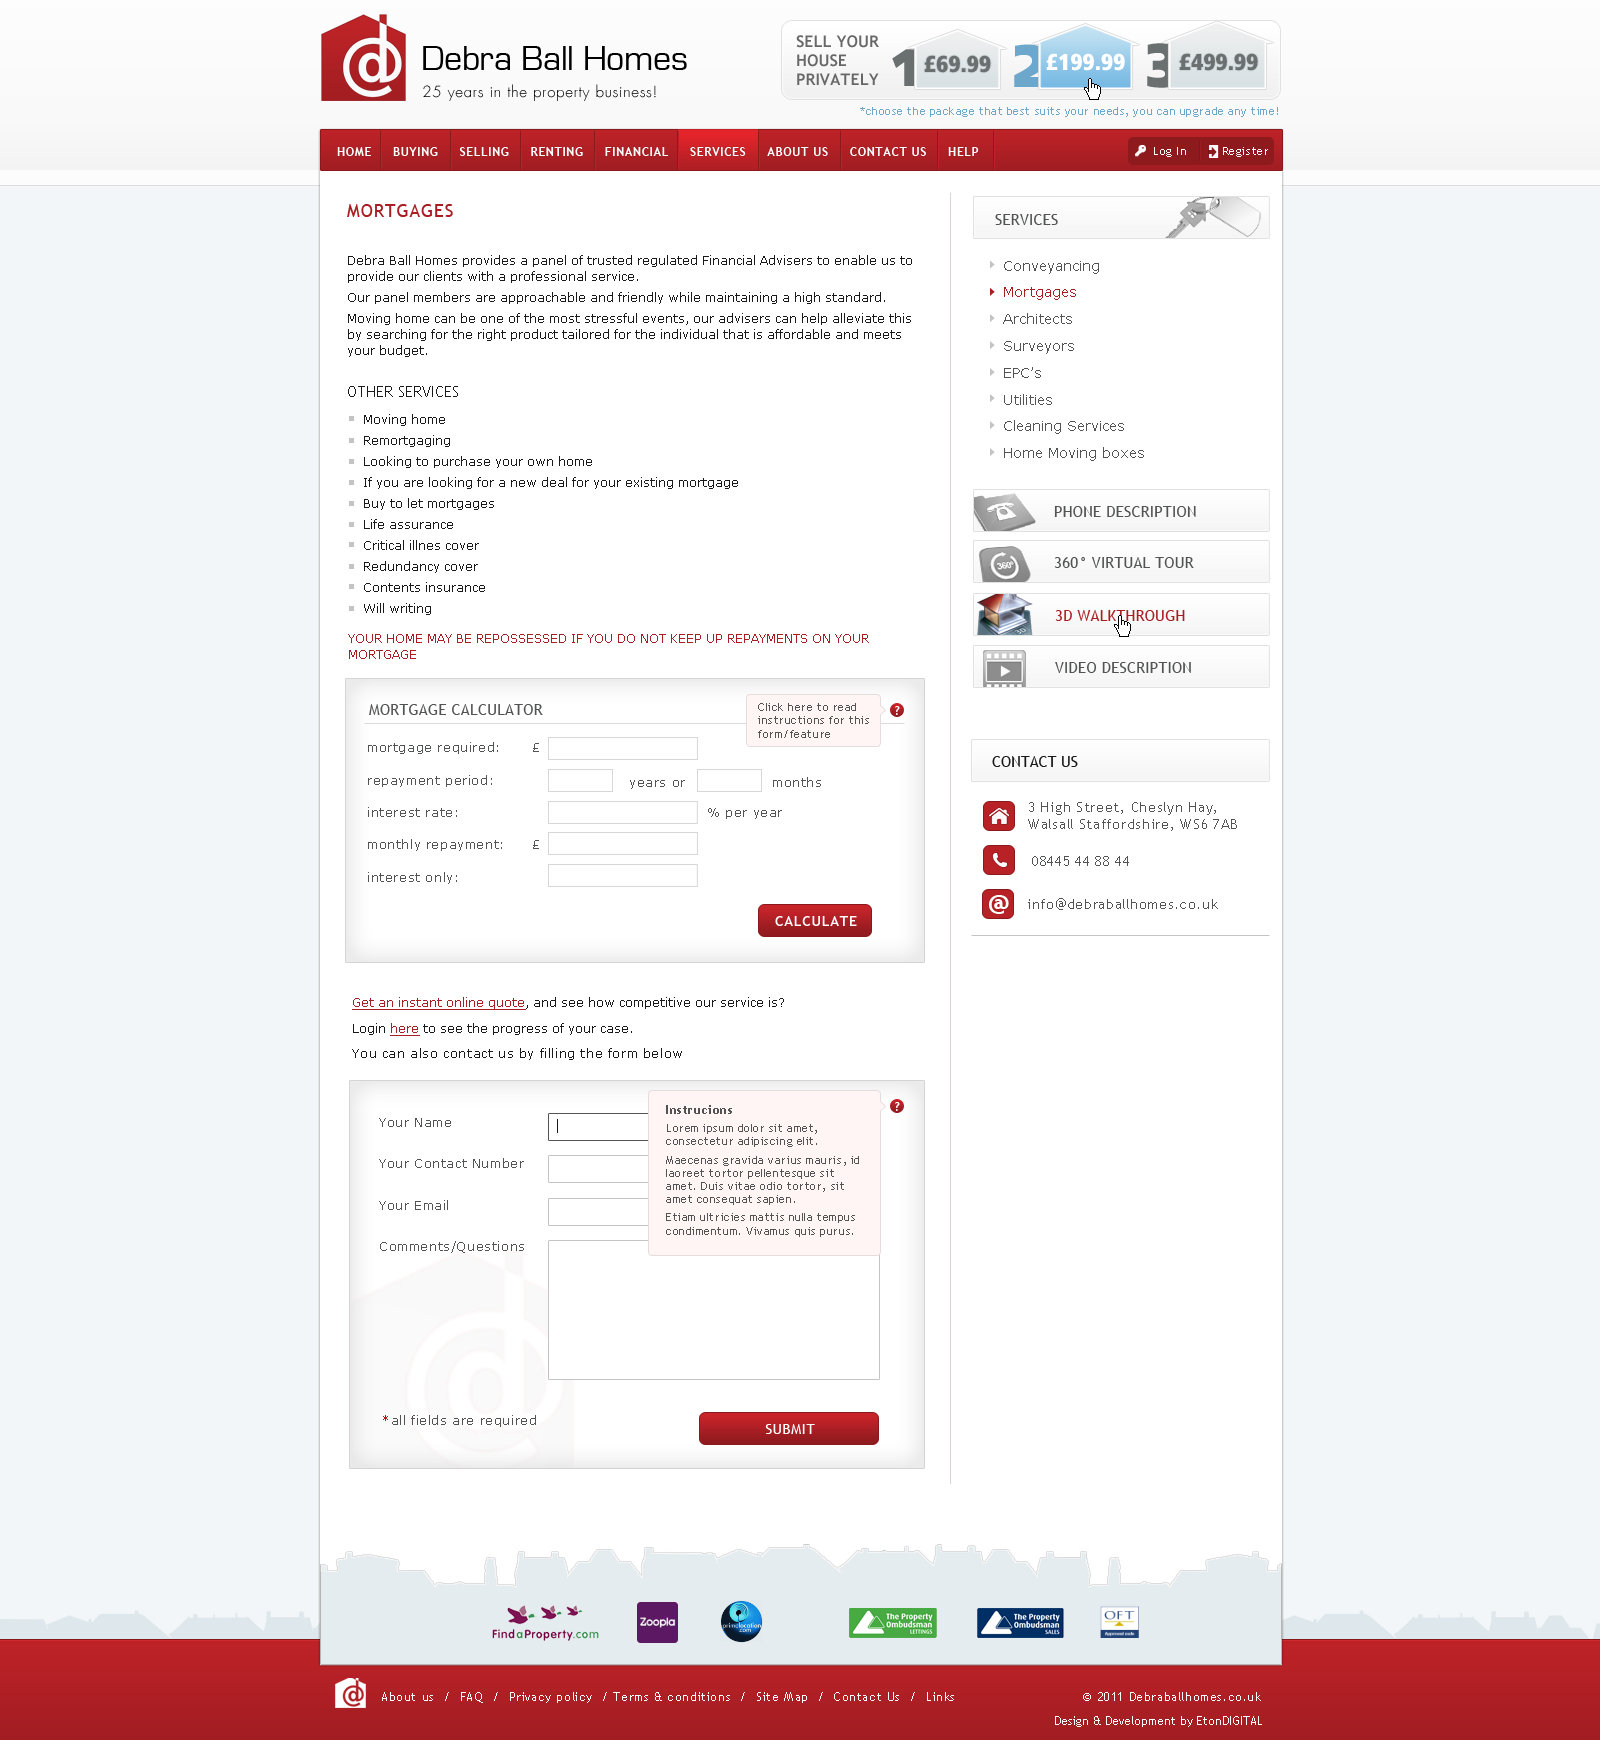 Debra Ball Homes
25 years in the property business!
SELL YOUR
HOUSE
PRIVATELY
1 £69.99
2 £199.99
3 £499.99
*choose the package that best suits your needs, you can upgrade any time!
HOME BUYING SELLING RENTING FINANCIAL SERVICES ABOUT US CONTACT US HELP
Log In Register
MORTGAGES
Debra Ball Homes provides a panel of trusted regulated Financial Advisers to enable us to
provide our clients with a professional service.
Our panel members are approachable and friendly while maintaining a high standard.
Moving home can be one of the most stressful events, our advisers can help alleviate this
by searching for the right product tailored for the individual that is affordable and meets
your budget.
OTHER SERVICES
Moving home
Remortgaging
Looking to purchase your own home
If you are looking for a new deal for your existing mortgage
Buy to let mortgages
Life assurance
Critical illnes cover
Redundancy cover
Contents insurance
Will writing
YOUR HOME MAY BE REPOSSESSED IF YOU DO NOT KEEP UP REPAYMENTS ON YOUR
MORTGAGE
MORTGAGE CALCULATOR
Click here to read
instructions for this
form/feature
?
mortgage required: £
repayment period: years or months
interest rate: % per year
monthly repayment: £
interest only:
CALCULATE
Get an instant online quote, and see how competitive our service is?
Login here to see the progress of your case.
You can also contact us by filling the form below
Your Name
Your Contact Number
Your Email
Comments/Questions
Instrucions
Lorem ipsum dolor sit amet,
consectetur adipiscing elit.
Maecenas gravida varius mauris, id
laoreet tortor pellentesque sit
amet. Duis vitae odio tortor, sit
amet consequat sapien.
Etiam ultricies mattis nulla tempus
condimentum. Vivamus quis purus.
?
*all fields are required
SUBMIT
SERVICES
Conveyancing
Mortgages
Architects
Surveyors
EPC's
Utilities
Cleaning Services
Home Moving boxes
PHONE DESCRIPTION
360°
360° VIRTUAL TOUR
3D WALKTHROUGH
VIDEO DESCRIPTION
CONTACT US
3 High Street, Cheslyn Hay,
Walsall Staffordshire, WS6 7AB
08445 44 88 44
info@debraballhomes.co.uk
FindaProperty.com
Zoopla
primelocation
.com
The Property
Ombudsman
LETTINGS
The Property
Ombudsman
SALES
OFT
Approved code
About us / FAQ / Privacy policy / Terms & conditions / Site Map / Contact Us / Links
© 2011 Debraballhomes.co.uk
Design & Development by EtonDIGITAL